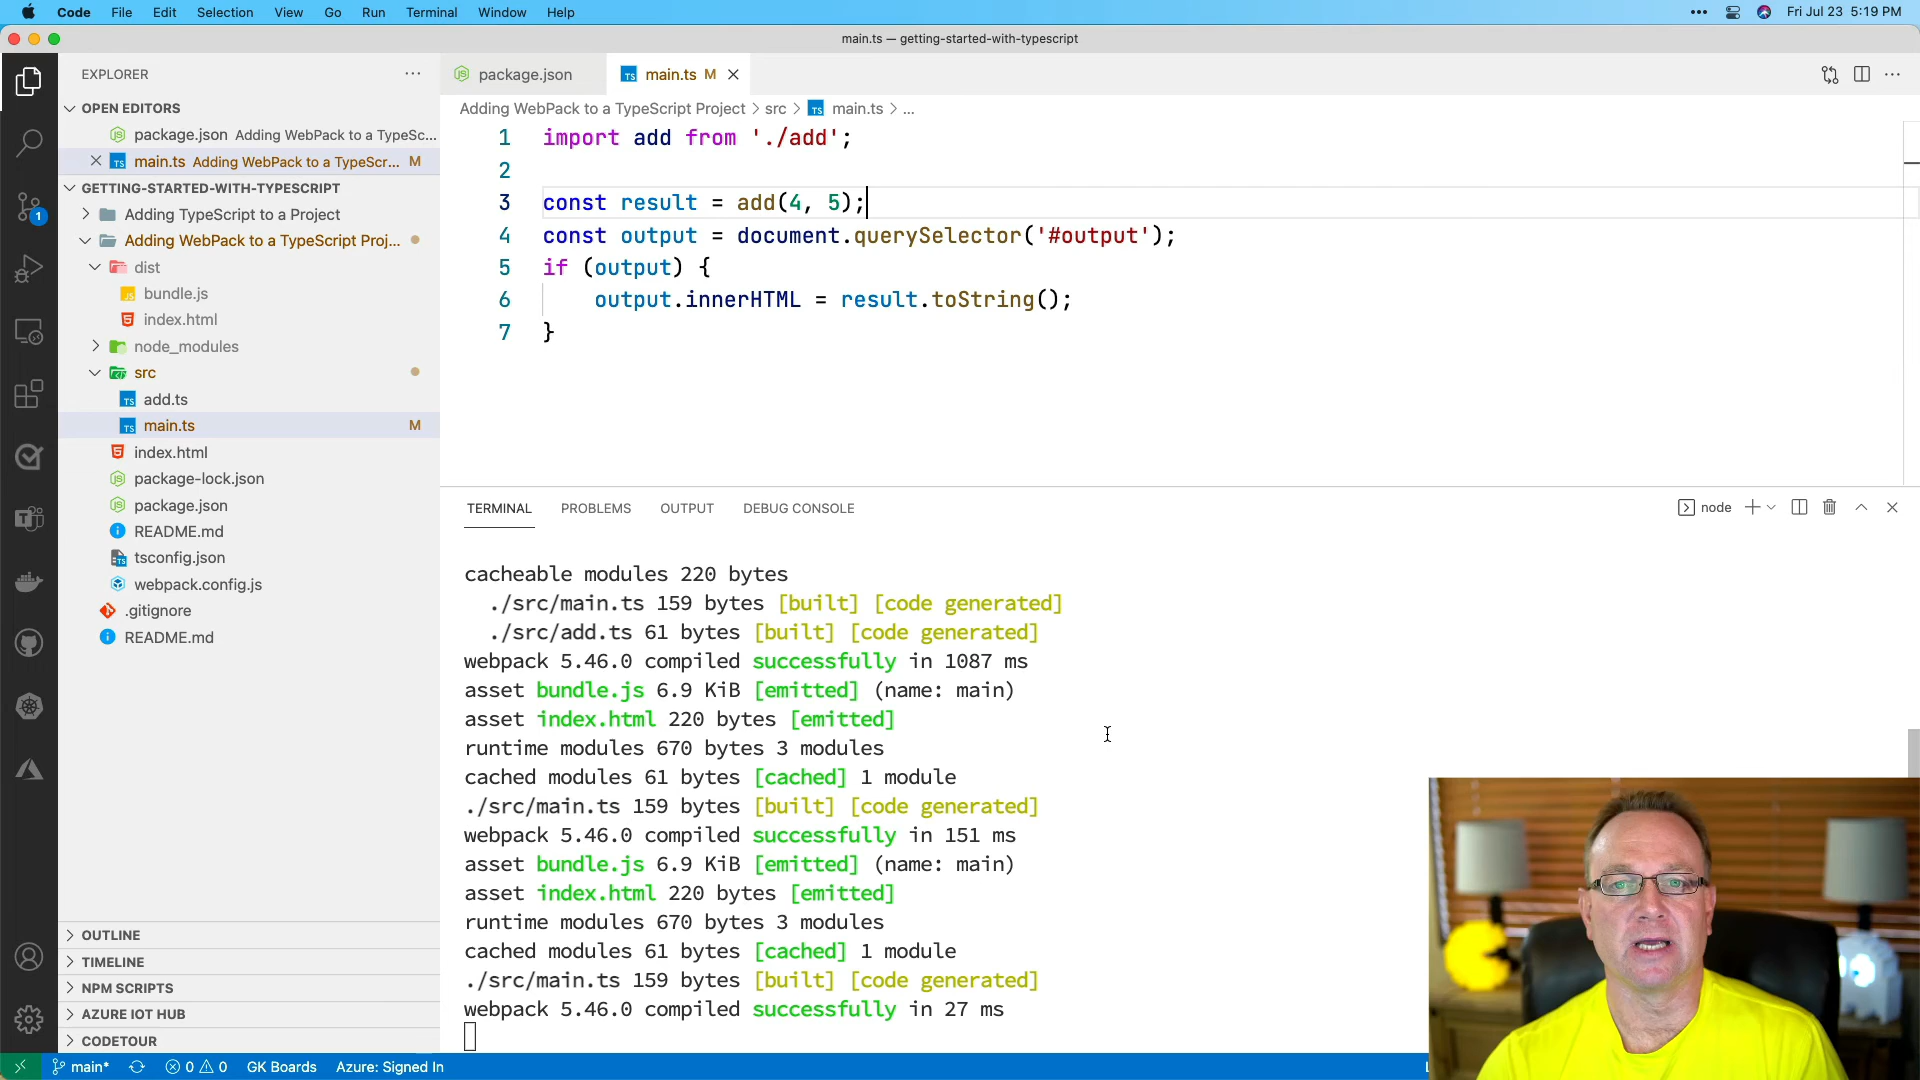 Code File Edit Selection View Go Run Terminal Window Help Fri Jul 23 5:19 PM
main.ts — getting-started-with-typescript
EXPLORER
package.json
TS main.ts M
OPEN EDITORS
package.json Adding WebPack to a TypeSc...
TS main.ts Adding WebPack to a TypeScr... M
GETTING-STARTED-WITH-TYPESCRIPT
Adding TypeScript to a Project
Adding WebPack to a TypeScript Proj...
dist
JS bundle.js
index.html
node_modules
src
TS add.ts
TS main.ts M
index.html
package-lock.json
package.json
README.md
tsconfig.json
webpack.config.js
.gitignore
README.md
OUTLINE
TIMELINE
NPM SCRIPTS
AZURE IOT HUB
CODETOUR
1
Adding WebPack to a TypeScript Project > src > TS main.ts > ...
1 import add from './add';
2
3 const result = add(4, 5);
4 const output = document.querySelector('#output');
5 if (output) {
6 output.innerHTML = result.toString();
7 }
TERMINAL PROBLEMS OUTPUT DEBUG CONSOLE node
cacheable modules 220 bytes
./src/main.ts 159 bytes [built] [code generated]
./src/add.ts 61 bytes [built] [code generated]
webpack 5.46.0 compiled successfully in 1087 ms
asset bundle.js 6.9 KiB [emitted] (name: main)
asset index.html 220 bytes [emitted]
runtime modules 670 bytes 3 modules
cached modules 61 bytes [cached] 1 module
./src/main.ts 159 bytes [built] [code generated]
webpack 5.46.0 compiled successfully in 151 ms
asset bundle.js 6.9 KiB [emitted] (name: main)
asset index.html 220 bytes [emitted]
runtime modules 670 bytes 3 modules
cached modules 61 bytes [cached] 1 module
./src/main.ts 159 bytes [built] [code generated]
webpack 5.46.0 compiled successfully in 27 ms
main* 0 0 GK Boards Azure: Signed In